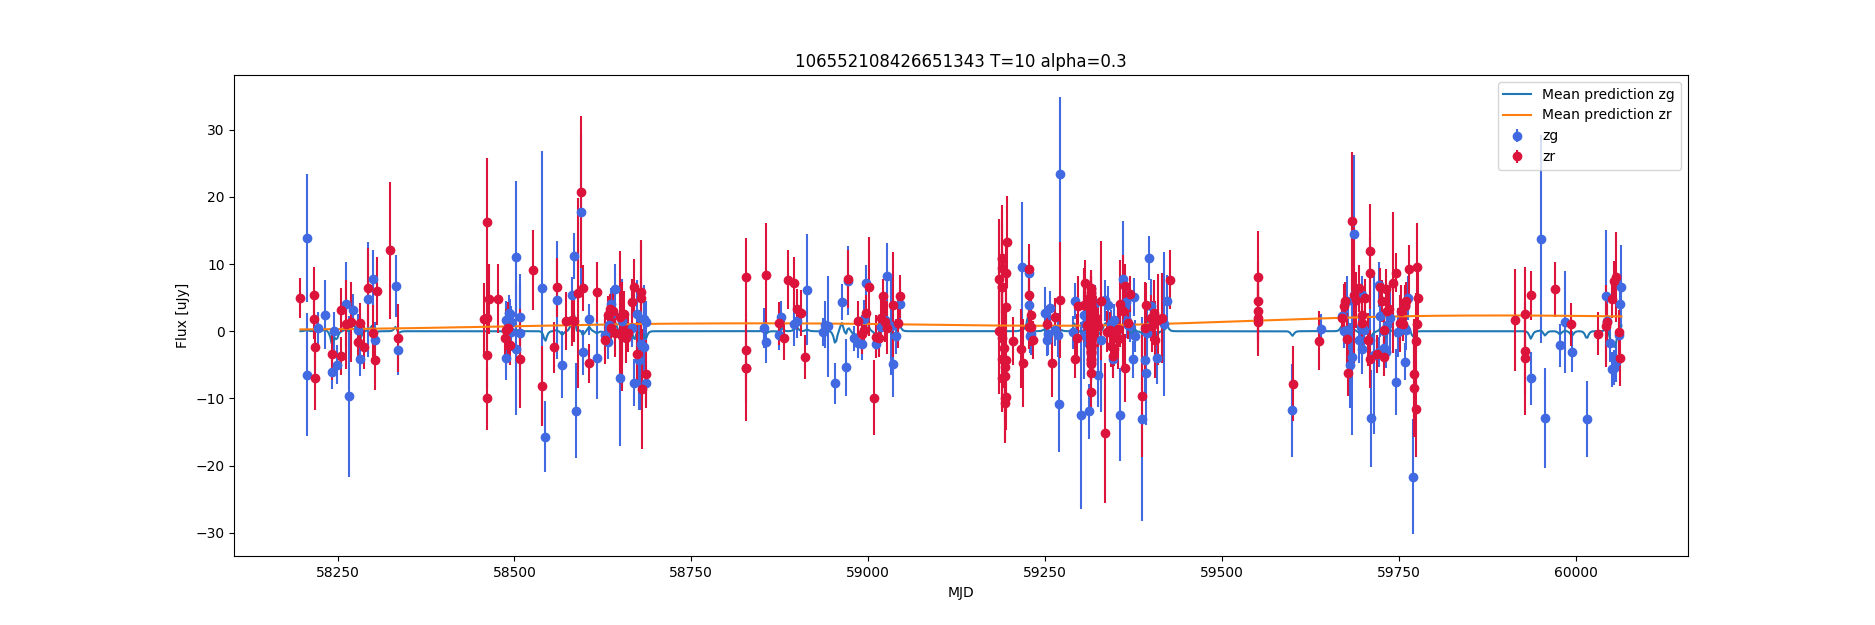 106552108426651343 T=10 alpha=0.3
Mean prediction zg
Mean prediction zr
zg
zr
Flux [uJy]
30
20
10
0
−10
−20
−30
58250 58500 58750 59000 59250 59500 59750 60000
MJD